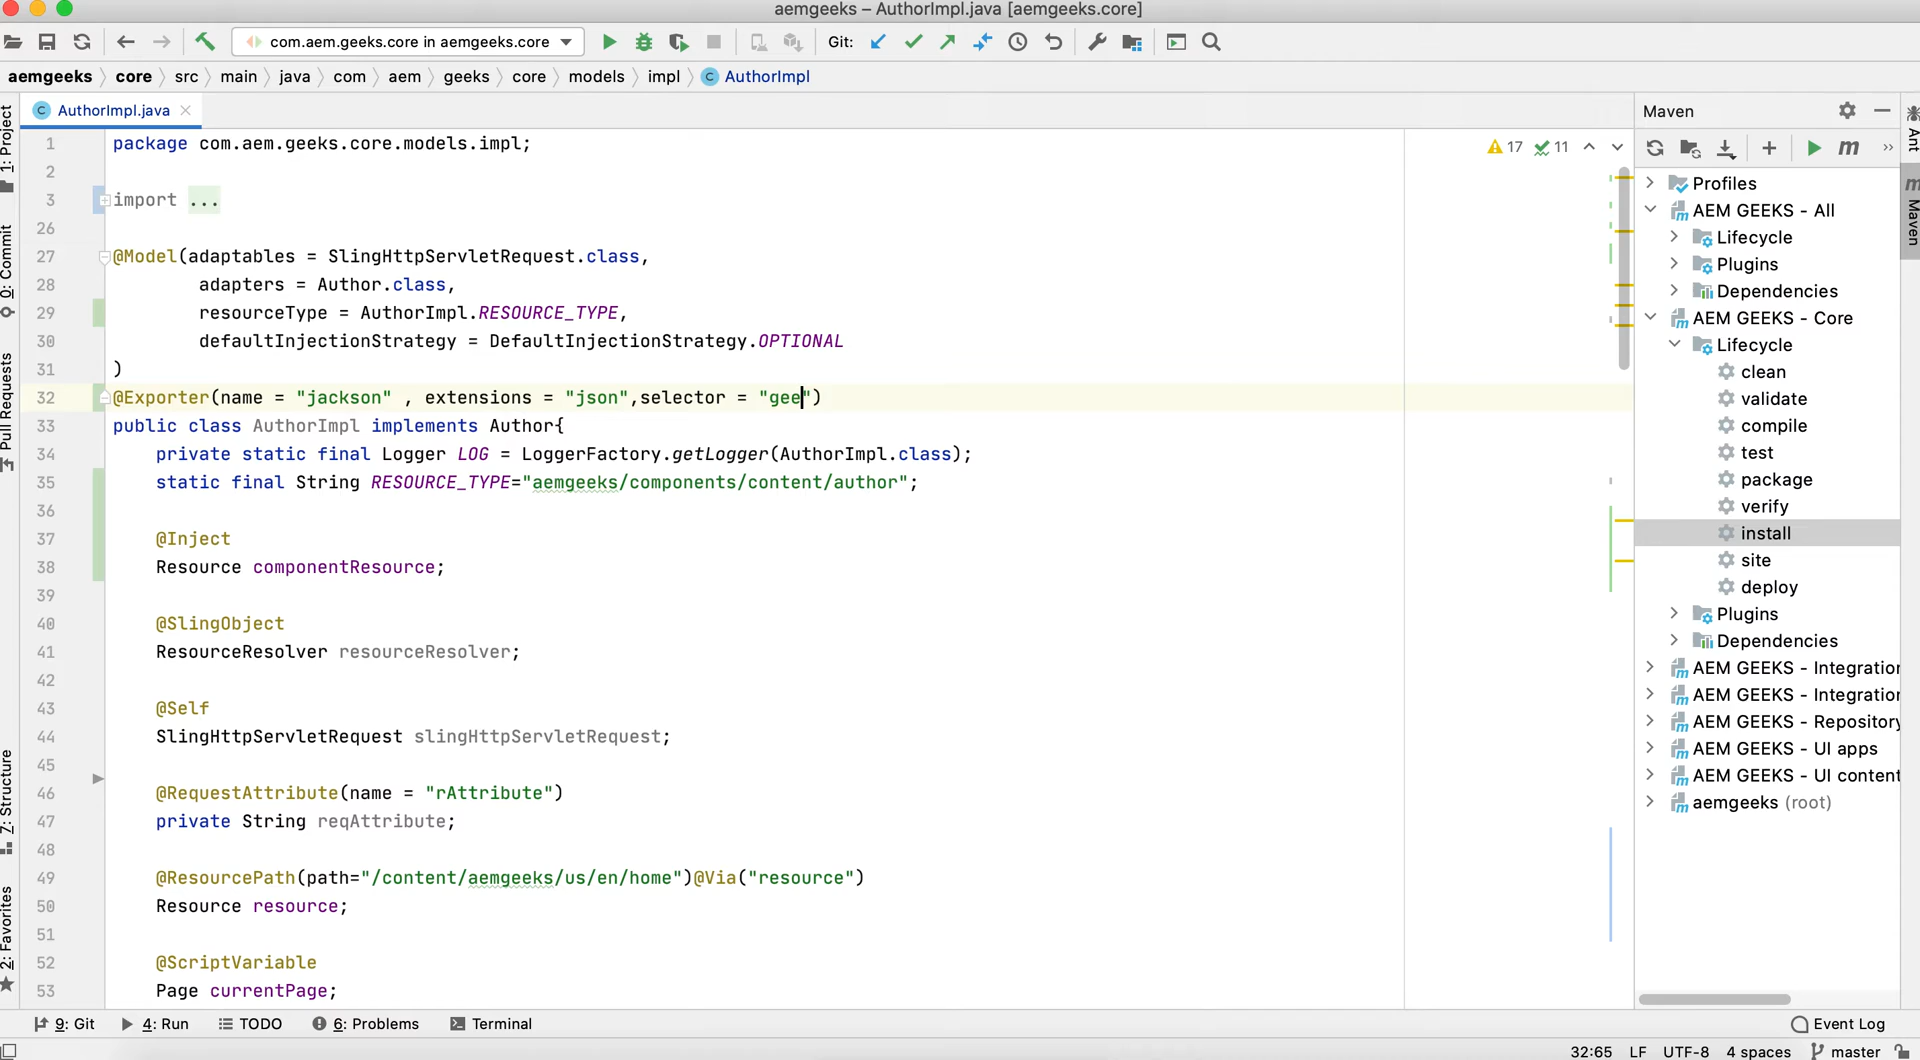 aemgeeks – AuthorImpl.java [aemgeeks.core]
com.aem.geeks.core in aemgeeks.core
Git:
aemgeeks core src main java com aem geeks core models impl AuthorImpl
AuthorImpl.java
1 package com.aem.geeks.core.models.impl;
2
3 import ...
26
27 @Model(adaptables = SlingHttpServletRequest.class,
28 adapters = Author.class,
29 resourceType = AuthorImpl.RESOURCE_TYPE,
30 defaultInjectionStrategy = DefaultInjectionStrategy.OPTIONAL
31 )
32 @Exporter(name = "jackson" , extensions = "json",selector = "gee")
33 public class AuthorImpl implements Author{
34 private static final Logger LOG = LoggerFactory.getLogger(AuthorImpl.class);
35 static final String RESOURCE_TYPE="aemgeeks/components/content/author";
36
37 @Inject
38 Resource componentResource;
39
40 @SlingObject
41 ResourceResolver resourceResolver;
42
43 @Self
44 SlingHttpServletRequest slingHttpServletRequest;
45
46 @RequestAttribute(name = "rAttribute")
47 private String reqAttribute;
48
49 @ResourcePath(path="/content/aemgeeks/us/en/home")@Via("resource")
50 Resource resource;
51
52 @ScriptVariable
53 Page currentPage;
17 11
1: Project
0: Commit
Pull Requests
7: Structure
2: Favorites
Maven
m
Profiles
AEM GEEKS - All
Lifecycle
Plugins
Dependencies
AEM GEEKS - Core
Lifecycle
clean
validate
compile
test
package
verify
install
site
deploy
Plugins
Dependencies
AEM GEEKS - Integration
AEM GEEKS - Integration
AEM GEEKS - Repository
AEM GEEKS - UI apps
AEM GEEKS - UI content
aemgeeks (root)
Ant
m Maven
9: Git 4: Run TODO 6: Problems Terminal Event Log
32:65 LF UTF-8 4 spaces master